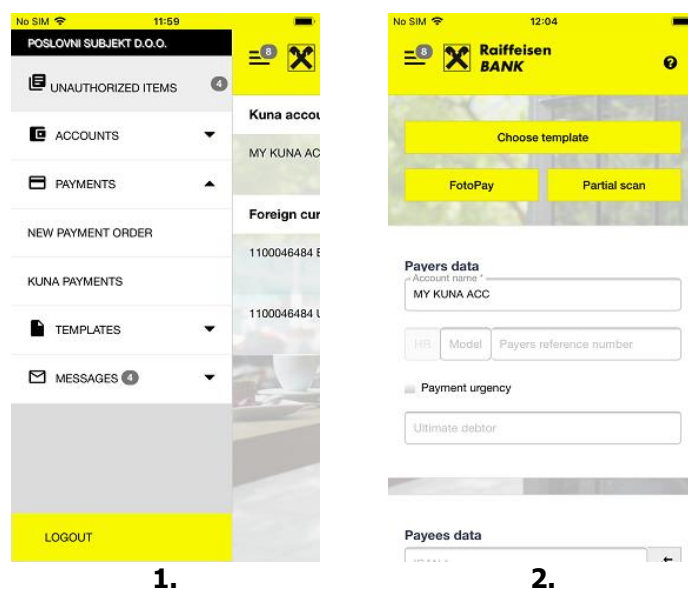 No SIM 11:59
POSLOVNI SUBJEKT D.O.O.
UNAUTHORIZED ITEMS 4
ACCOUNTS
PAYMENTS
NEW PAYMENT ORDER
KUNA PAYMENTS
TEMPLATES
MESSAGES 4
LOGOUT
8
Kuna accou
MY KUNA AC
Foreign cur
1100046484 E
1100046484 U
1.
No SIM 12:04
8 Raiffeisen
BANK ?
Choose template
FotoPay Partial scan
Payers data
Account name *
MY KUNA ACC
HR Model Payers reference number
Payment urgency
Ultimate debtor
Payees data
2.